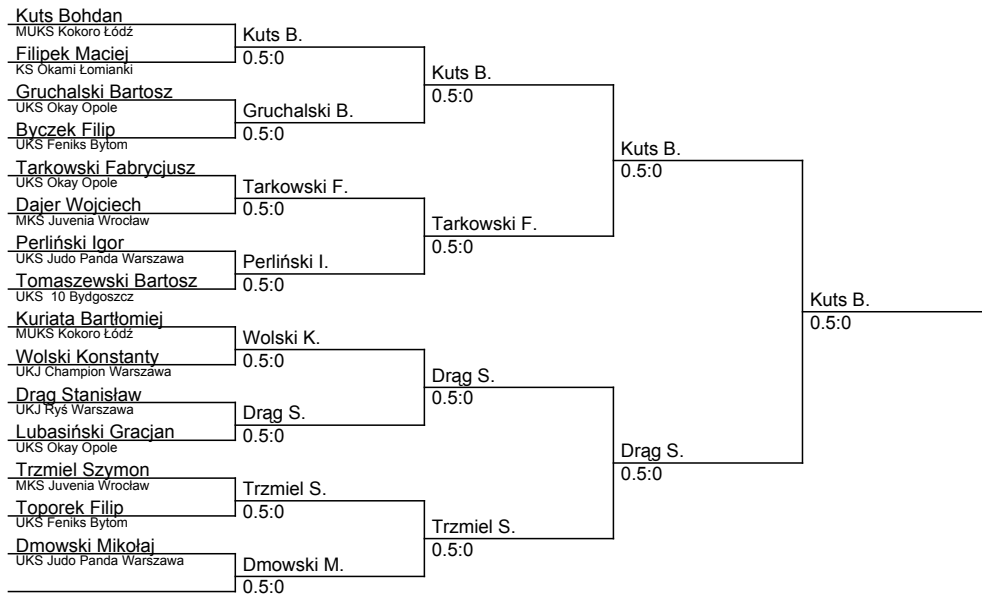 Kuts Bohdan
MUKS Kokoro Łódź
Filipek Maciej
KS Okami Łomianki
Gruchalski Bartosz
UKS Okay Opole
Byczek Filip
UKS Feniks Bytom
Tarkowski Fabrycjusz
UKS Okay Opole
Dajer Wojciech
MKS Juvenia Wrocław
Perliński Igor
UKS Judo Panda Warszawa
Tomaszewski Bartosz
UKS 10 Bydgoszcz
Kuriata Bartłomiej
MUKS Kokoro Łódź
Wolski Konstanty
UKJ Champion Warszawa
Drąg Stanisław
UKJ Ryś Warszawa
Lubasiński Gracjan
UKS Okay Opole
Trzmiel Szymon
MKS Juvenia Wrocław
Toporek Filip
UKS Feniks Bytom
Dmowski Mikołaj
UKS Judo Panda Warszawa
Kuts B.
0.5:0
Gruchalski B.
0.5:0
Tarkowski F.
0.5:0
Perliński I.
0.5:0
Wolski K.
0.5:0
Drąg S.
0.5:0
Trzmiel S.
0.5:0
Dmowski M.
0.5:0
Kuts B.
0.5:0
Tarkowski F.
0.5:0
Drąg S.
0.5:0
Trzmiel S.
0.5:0
Kuts B.
0.5:0
Drąg S.
0.5:0
Kuts B.
0.5:0